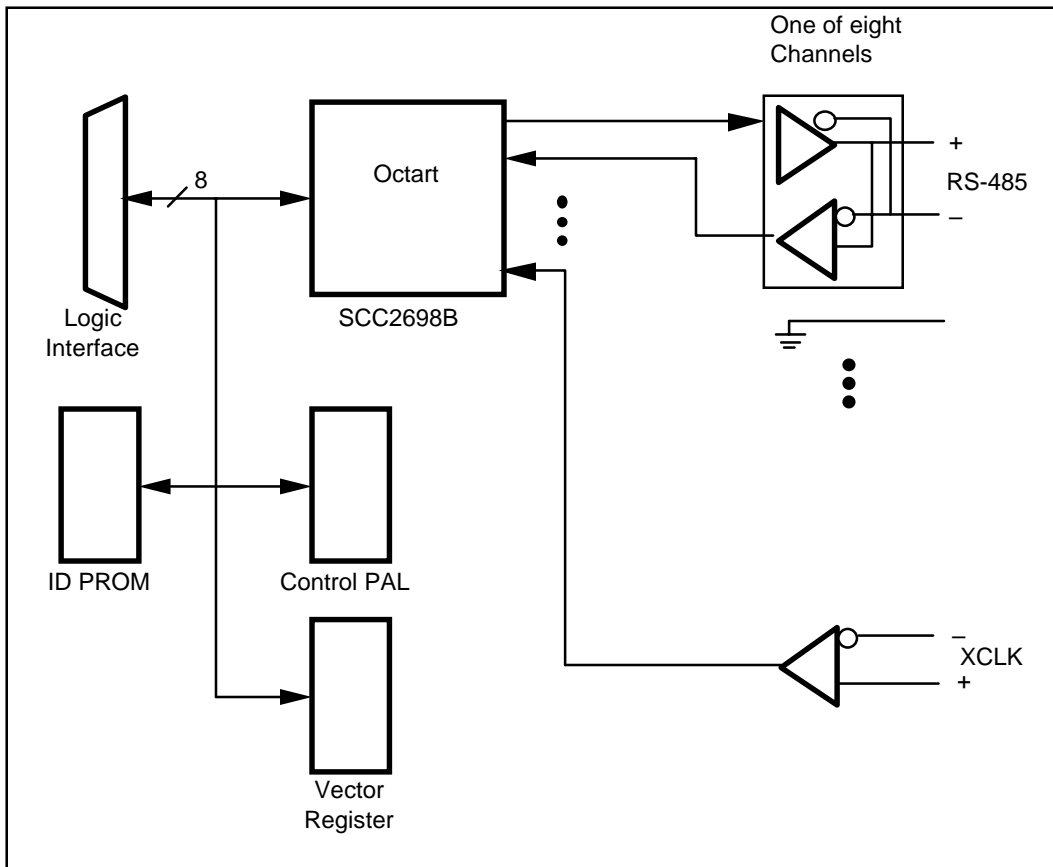 One of eight
Channels
8
Octart
+
RS-485
–
SCC2698B
Logic
Interface
ID PROM
Control PAL
–
XCLK
+
Vector
Register